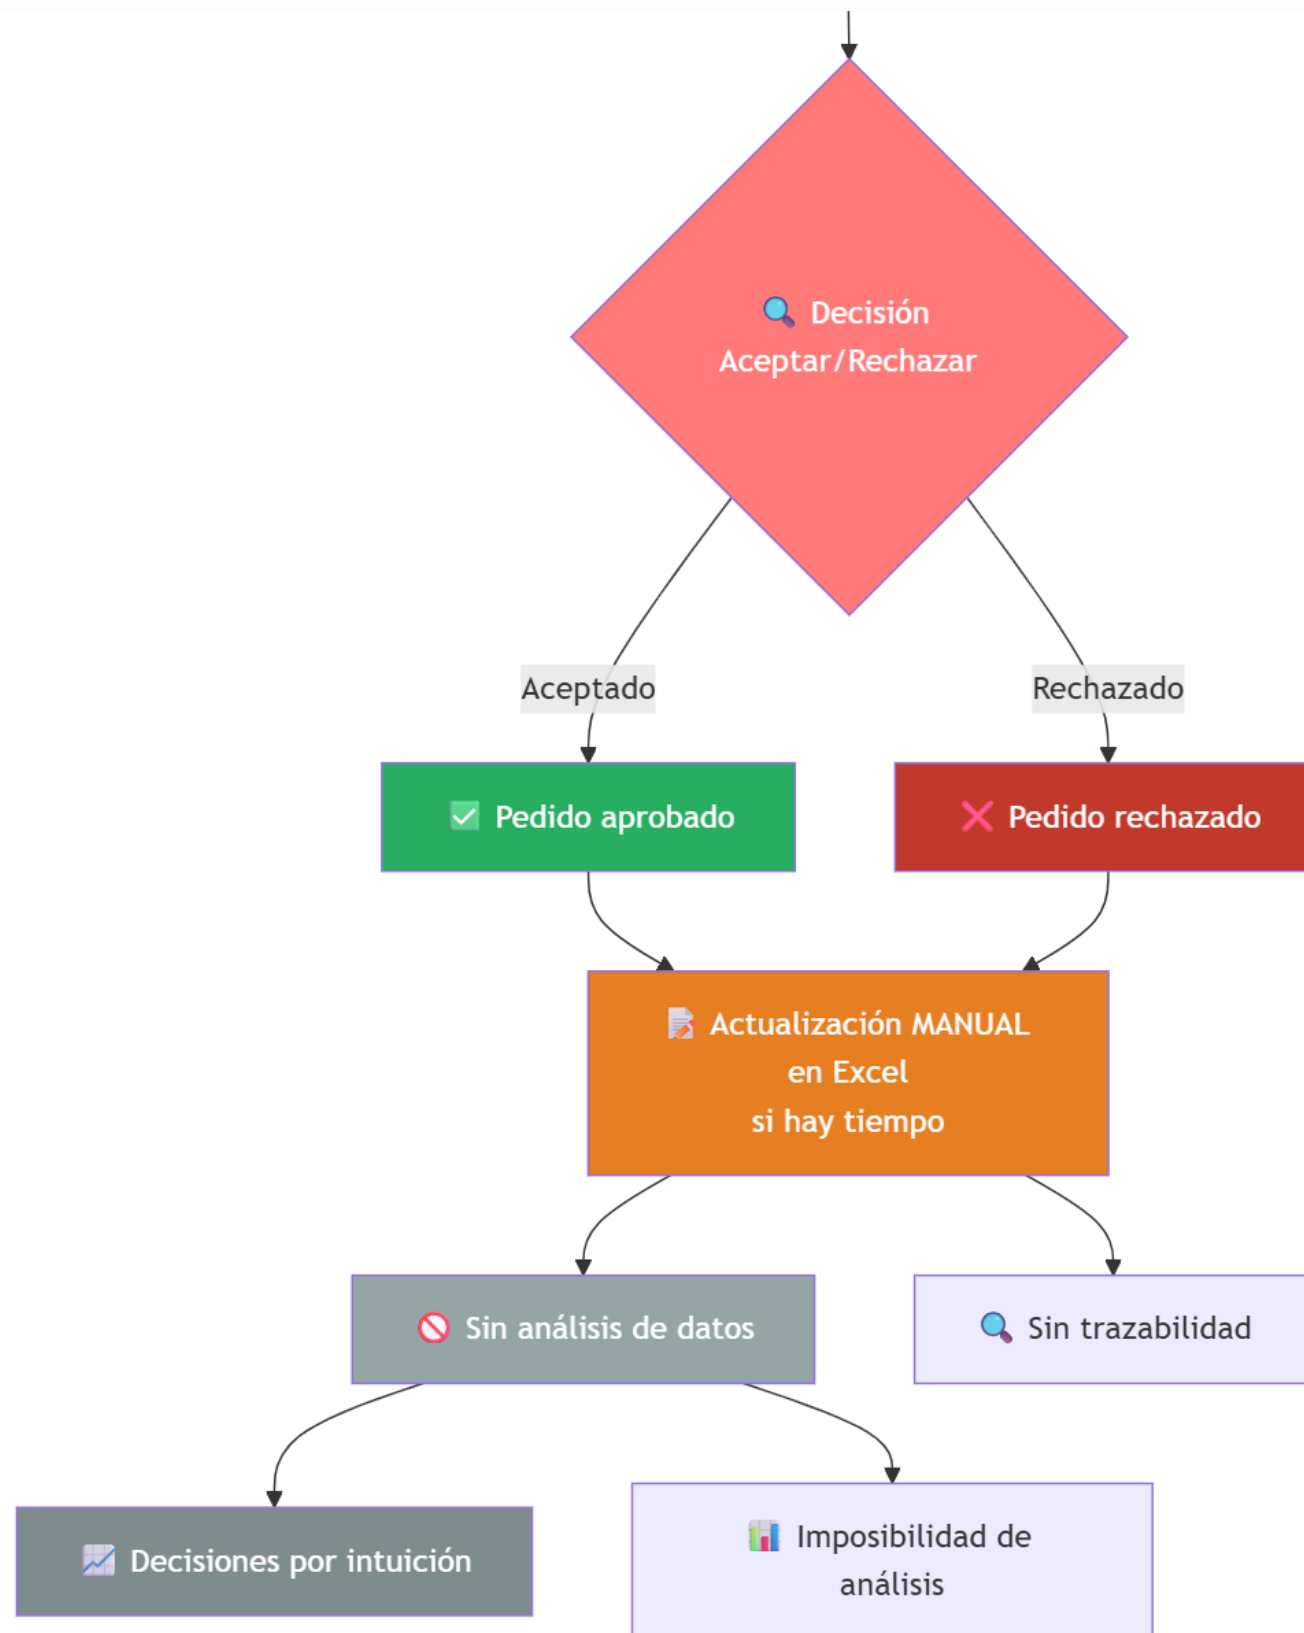 🔍 Decisión
Aceptar/Rechazar
Aceptado
Rechazado
✅ Pedido aprobado
❌ Pedido rechazado
📝 Actualización MANUAL
en Excel
si hay tiempo
🚫 Sin análisis de datos
🔍 Sin trazabilidad
📈 Decisiones por intuición
📊 Imposibilidad de
análisis